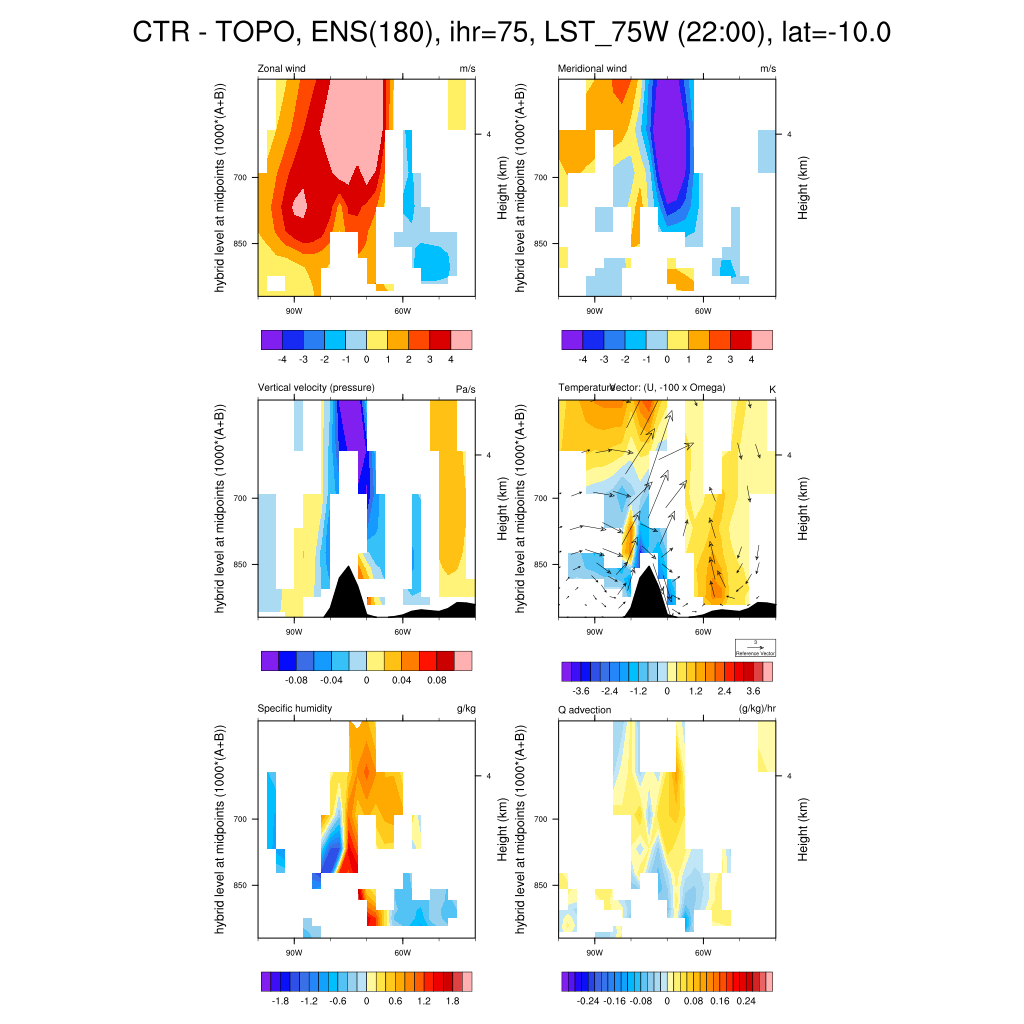 CTR - TOPO, ENS(180), ihr=75, LST_75W (22:00), lat=-10.0
Zonal wind m/s
hybrid level at midpoints (1000*(A+B))
700
850
4
Height (km)
90W 60W
-4 -3 -2 -1 0 1 2 3 4
Meridional wind m/s
hybrid level at midpoints (1000*(A+B))
700
850
4
Height (km)
90W 60W
-4 -3 -2 -1 0 1 2 3 4
Vertical velocity (pressure) Pa/s
hybrid level at midpoints (1000*(A+B))
700
850
4
Height (km)
90W 60W
-0.08 -0.04 0 0.04 0.08
Temperature Vector: (U, -100 x Omega) K
hybrid level at midpoints (1000*(A+B))
700
850
4
Height (km)
90W 60W
3
Reference Vector
-3.6 -2.4 -1.2 0 1.2 2.4 3.6
Specific humidity g/kg
hybrid level at midpoints (1000*(A+B))
700
850
4
Height (km)
90W 60W
-1.8 -1.2 -0.6 0 0.6 1.2 1.8
Q advection (g/kg)/hr
hybrid level at midpoints (1000*(A+B))
700
850
4
Height (km)
90W 60W
-0.24 -0.16 -0.08 0 0.08 0.16 0.24